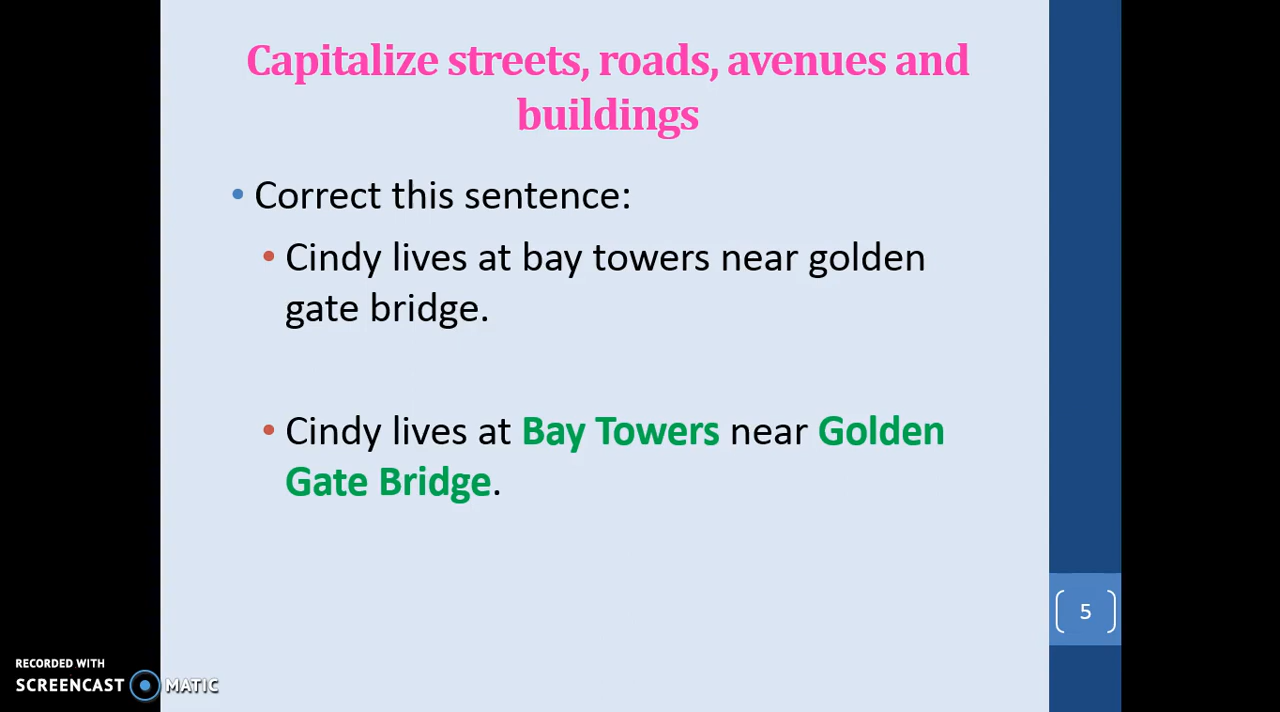 Capitalize streets, roads, avenues and
buildings
• Correct this sentence:
• Cindy lives at bay towers near golden
gate bridge.
• Cindy lives at Bay Towers near Golden
Gate Bridge.
5
RECORDED WITH
SCREENCAST MATIC